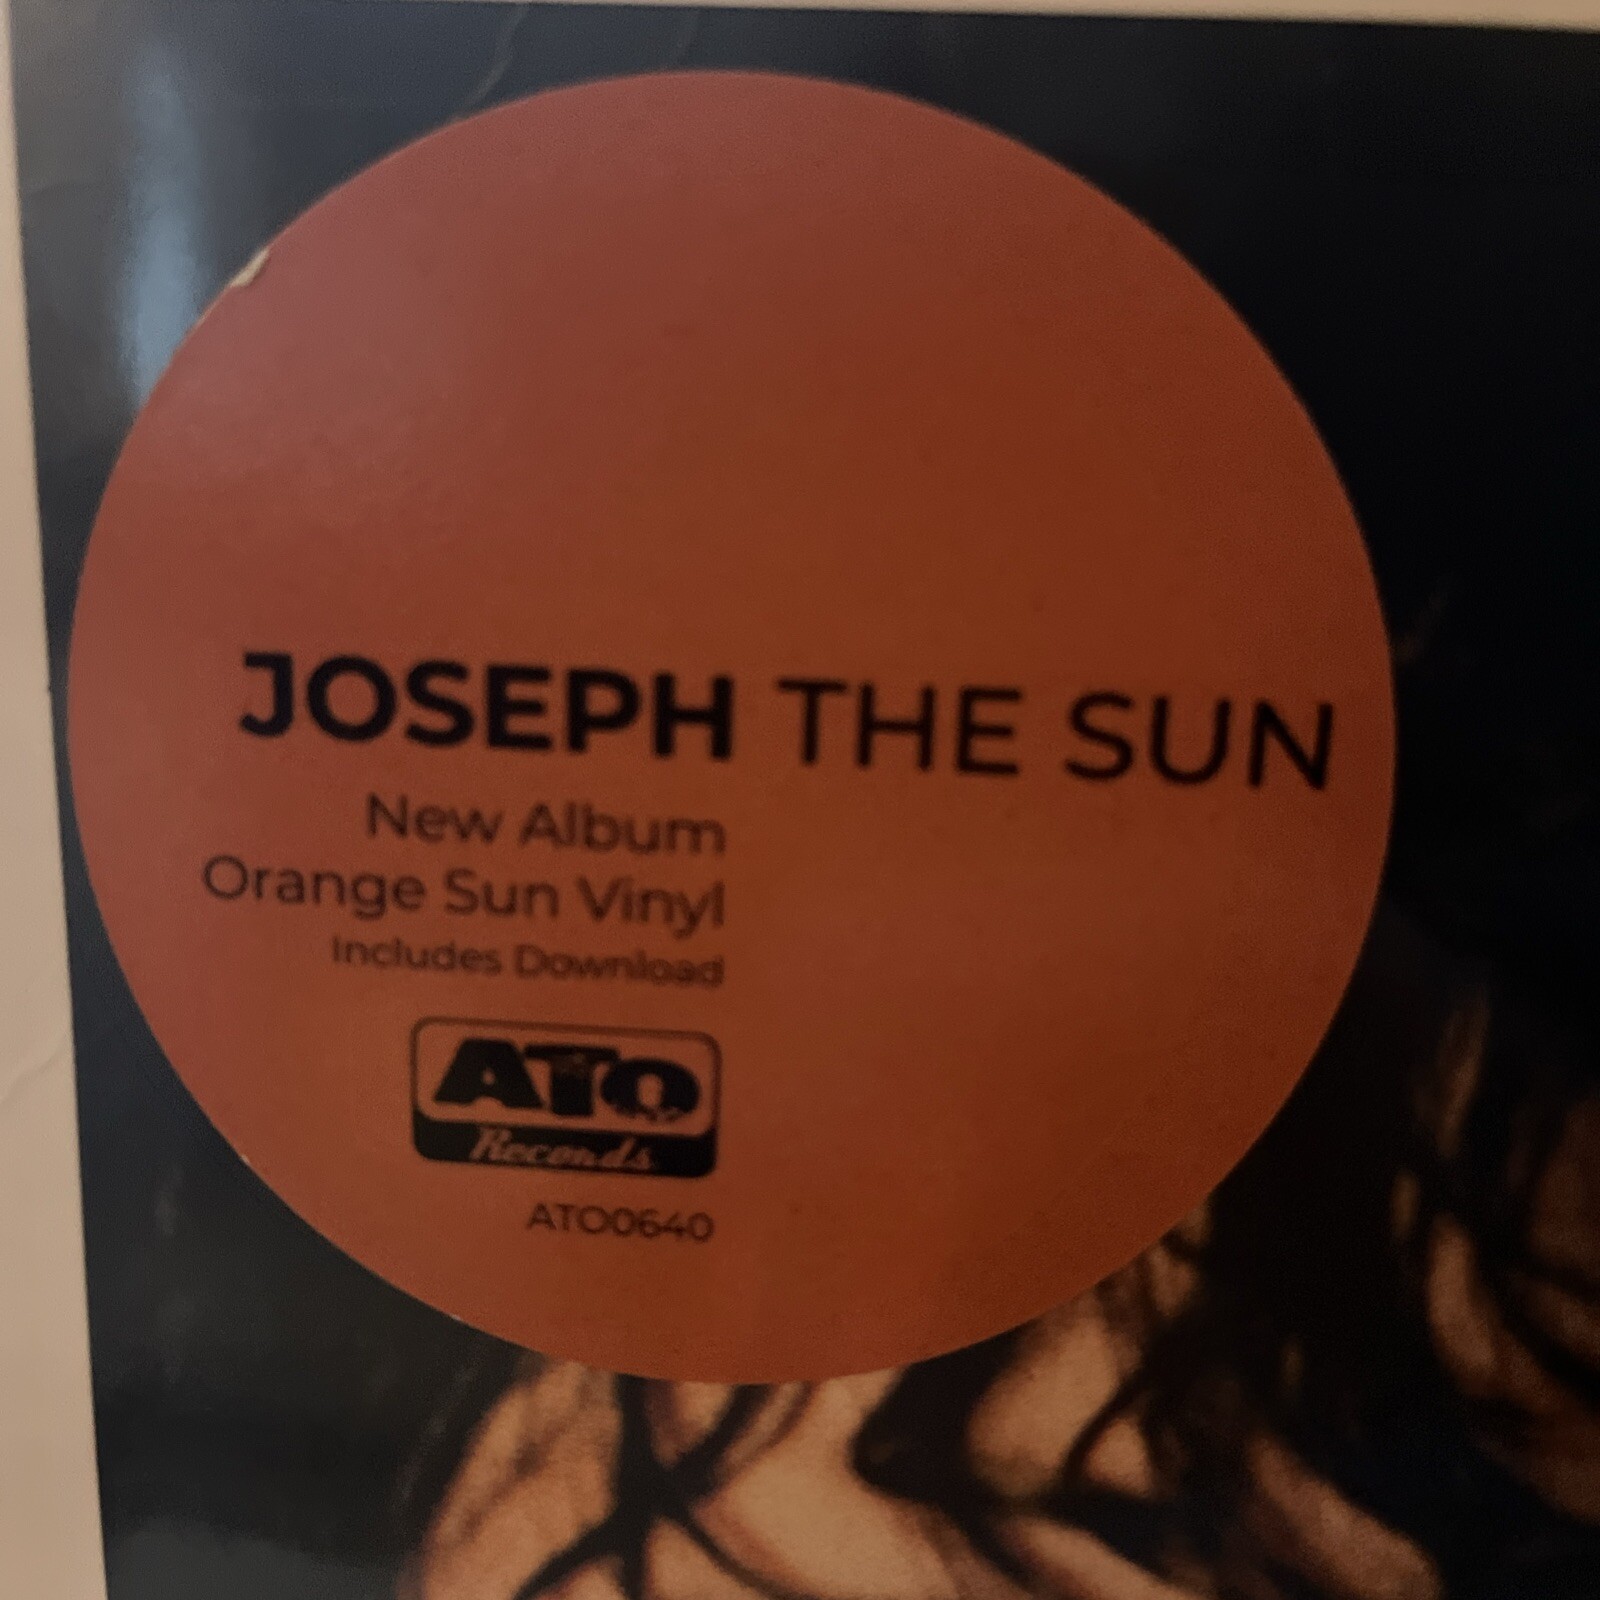 JOSEPH THE SUN
New Album
Orange Sun Vinyl
Includes Download
ATO
Records
ATO0640